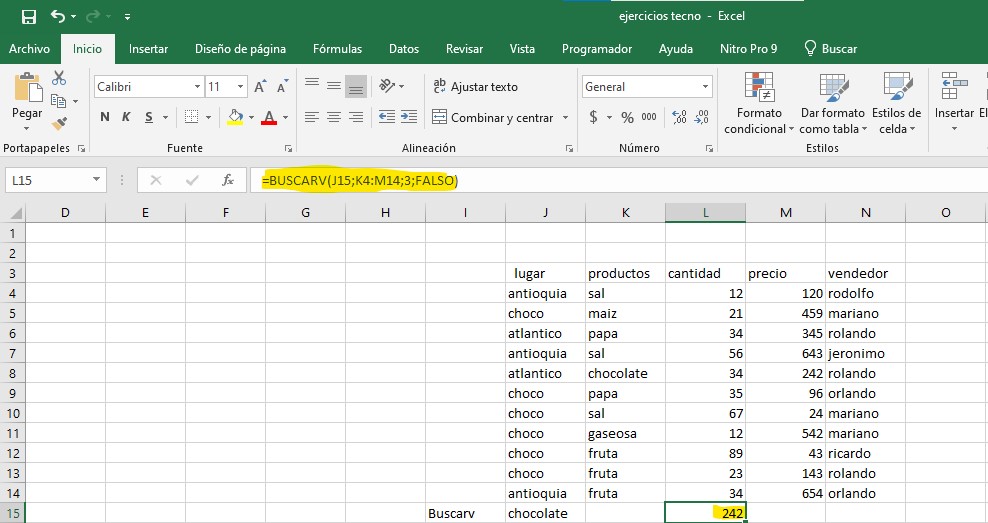 ejercicios tecno - Excel
Archivo Inicio Insertar Diseño de página Fórmulas Datos Revisar Vista Programador Ayuda Nitro Pro 9 Buscar
Pegar
Calibri 11 A A
N K S A
ab Ajustar texto
Combinar y centrar
General
$ % 000
Formato condicional
Dar formato como tabla
Estilos de celda
Insertar El
Portapapeles Fuente Alineación Número Estilos
L15 fx =BUSCARV(J15;K4:M14;3;FALSO)
D E F G H I J K L M N O
1
2
3 lugar productos cantidad precio vendedor
4 antioquia sal 12 120 rodolfo
5 choco maiz 21 459 mariano
6 atlantico papa 34 345 rolando
7 antioquia sal 56 643 jeronimo
8 atlantico chocolate 34 242 rolando
9 choco papa 35 96 orlando
10 choco sal 67 24 mariano
11 choco gaseosa 12 542 mariano
12 choco fruta 89 43 ricardo
13 choco fruta 23 143 rolando
14 antioquia fruta 34 654 orlando
15 Buscarv chocolate 242